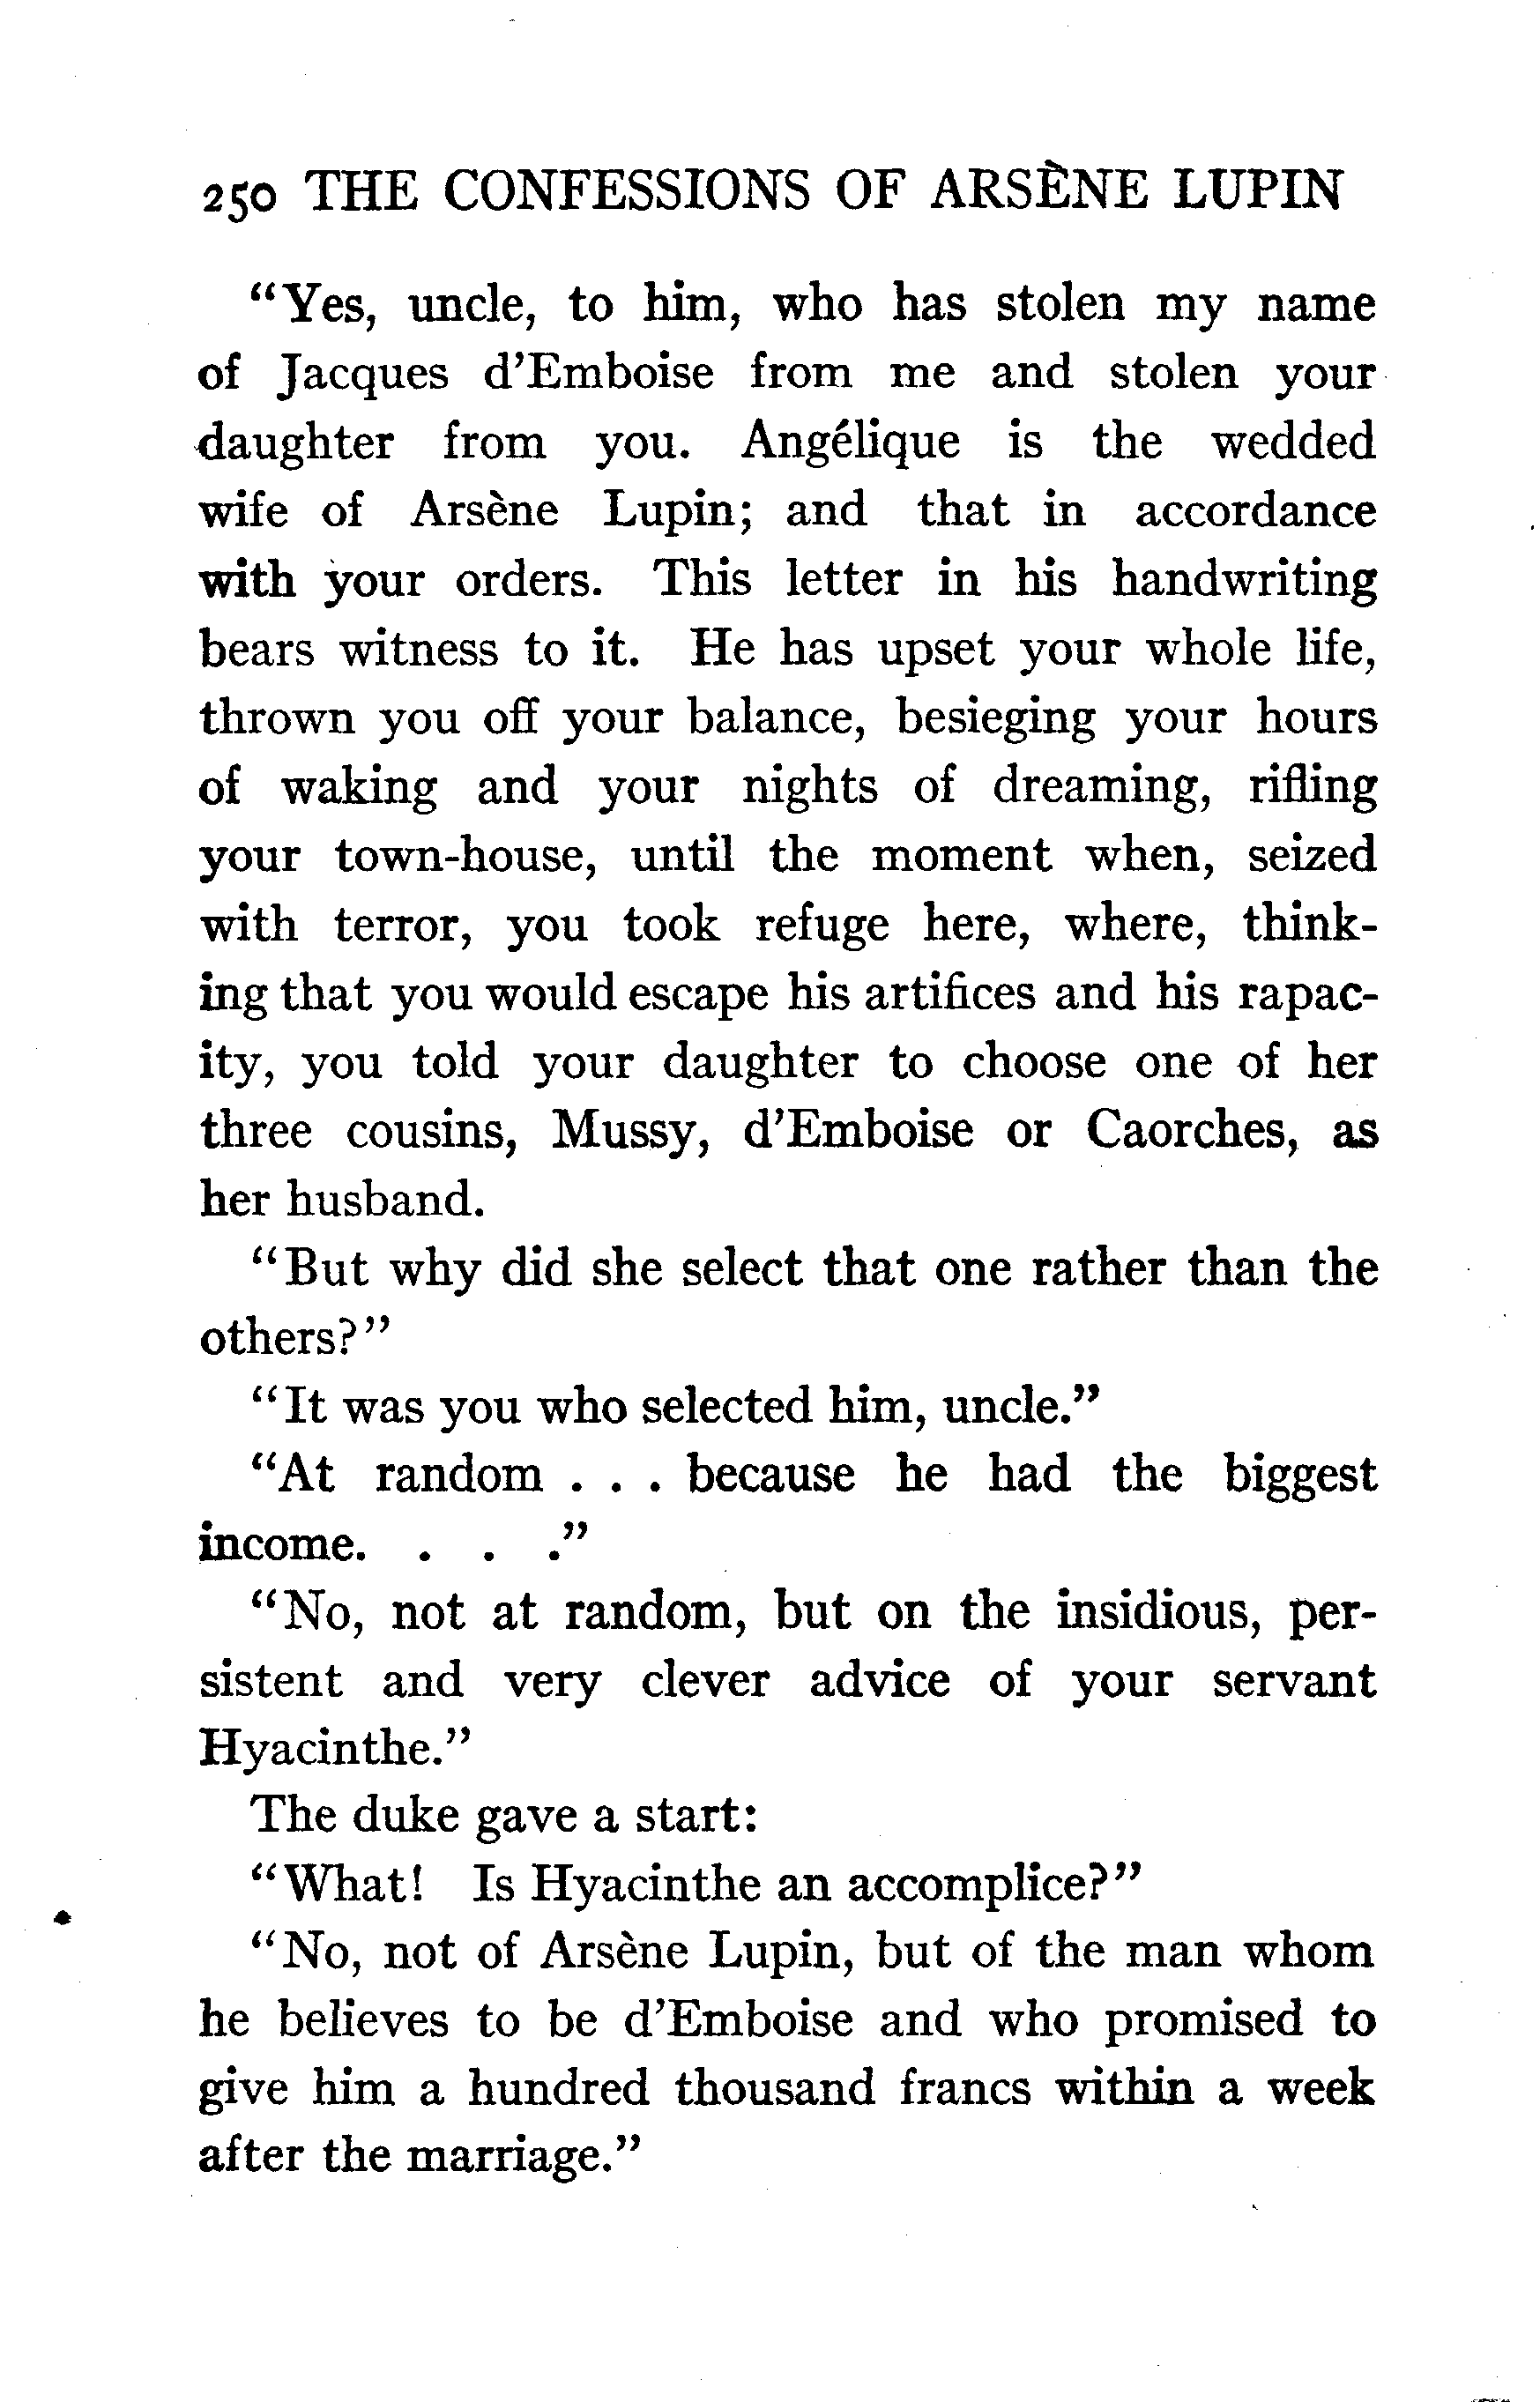 250 THE CONFESSIONS OF ARSÈNE LUPIN
“Yes, uncle, to him, who has stolen my name
of Jacques d’Emboise from me and stolen your
daughter from you. Angélique is the wedded
wife of Arsène Lupin; and that in accordance
with your orders. This letter in his handwriting
bears witness to it. He has upset your whole life,
thrown you off your balance, besieging your hours
of waking and your nights of dreaming, rifling
your town-house, until the moment when, seized
with terror, you took refuge here, where, think-
ing that you would escape his artifices and his rapac-
ity, you told your daughter to choose one of her
three cousins, Mussy, d’Emboise or Caorches, as
her husband.
“But why did she select that one rather than the
others?”
“It was you who selected him, uncle.”
“At random . . . because he had the biggest
income. . . .”
“No, not at random, but on the insidious, per-
sistent and very clever advice of your servant
Hyacinthe.”
The duke gave a start:
“What! Is Hyacinthe an accomplice?”
“No, not of Arsène Lupin, but of the man whom
he believes to be d’Emboise and who promised to
give him a hundred thousand francs within a week
after the marriage.”